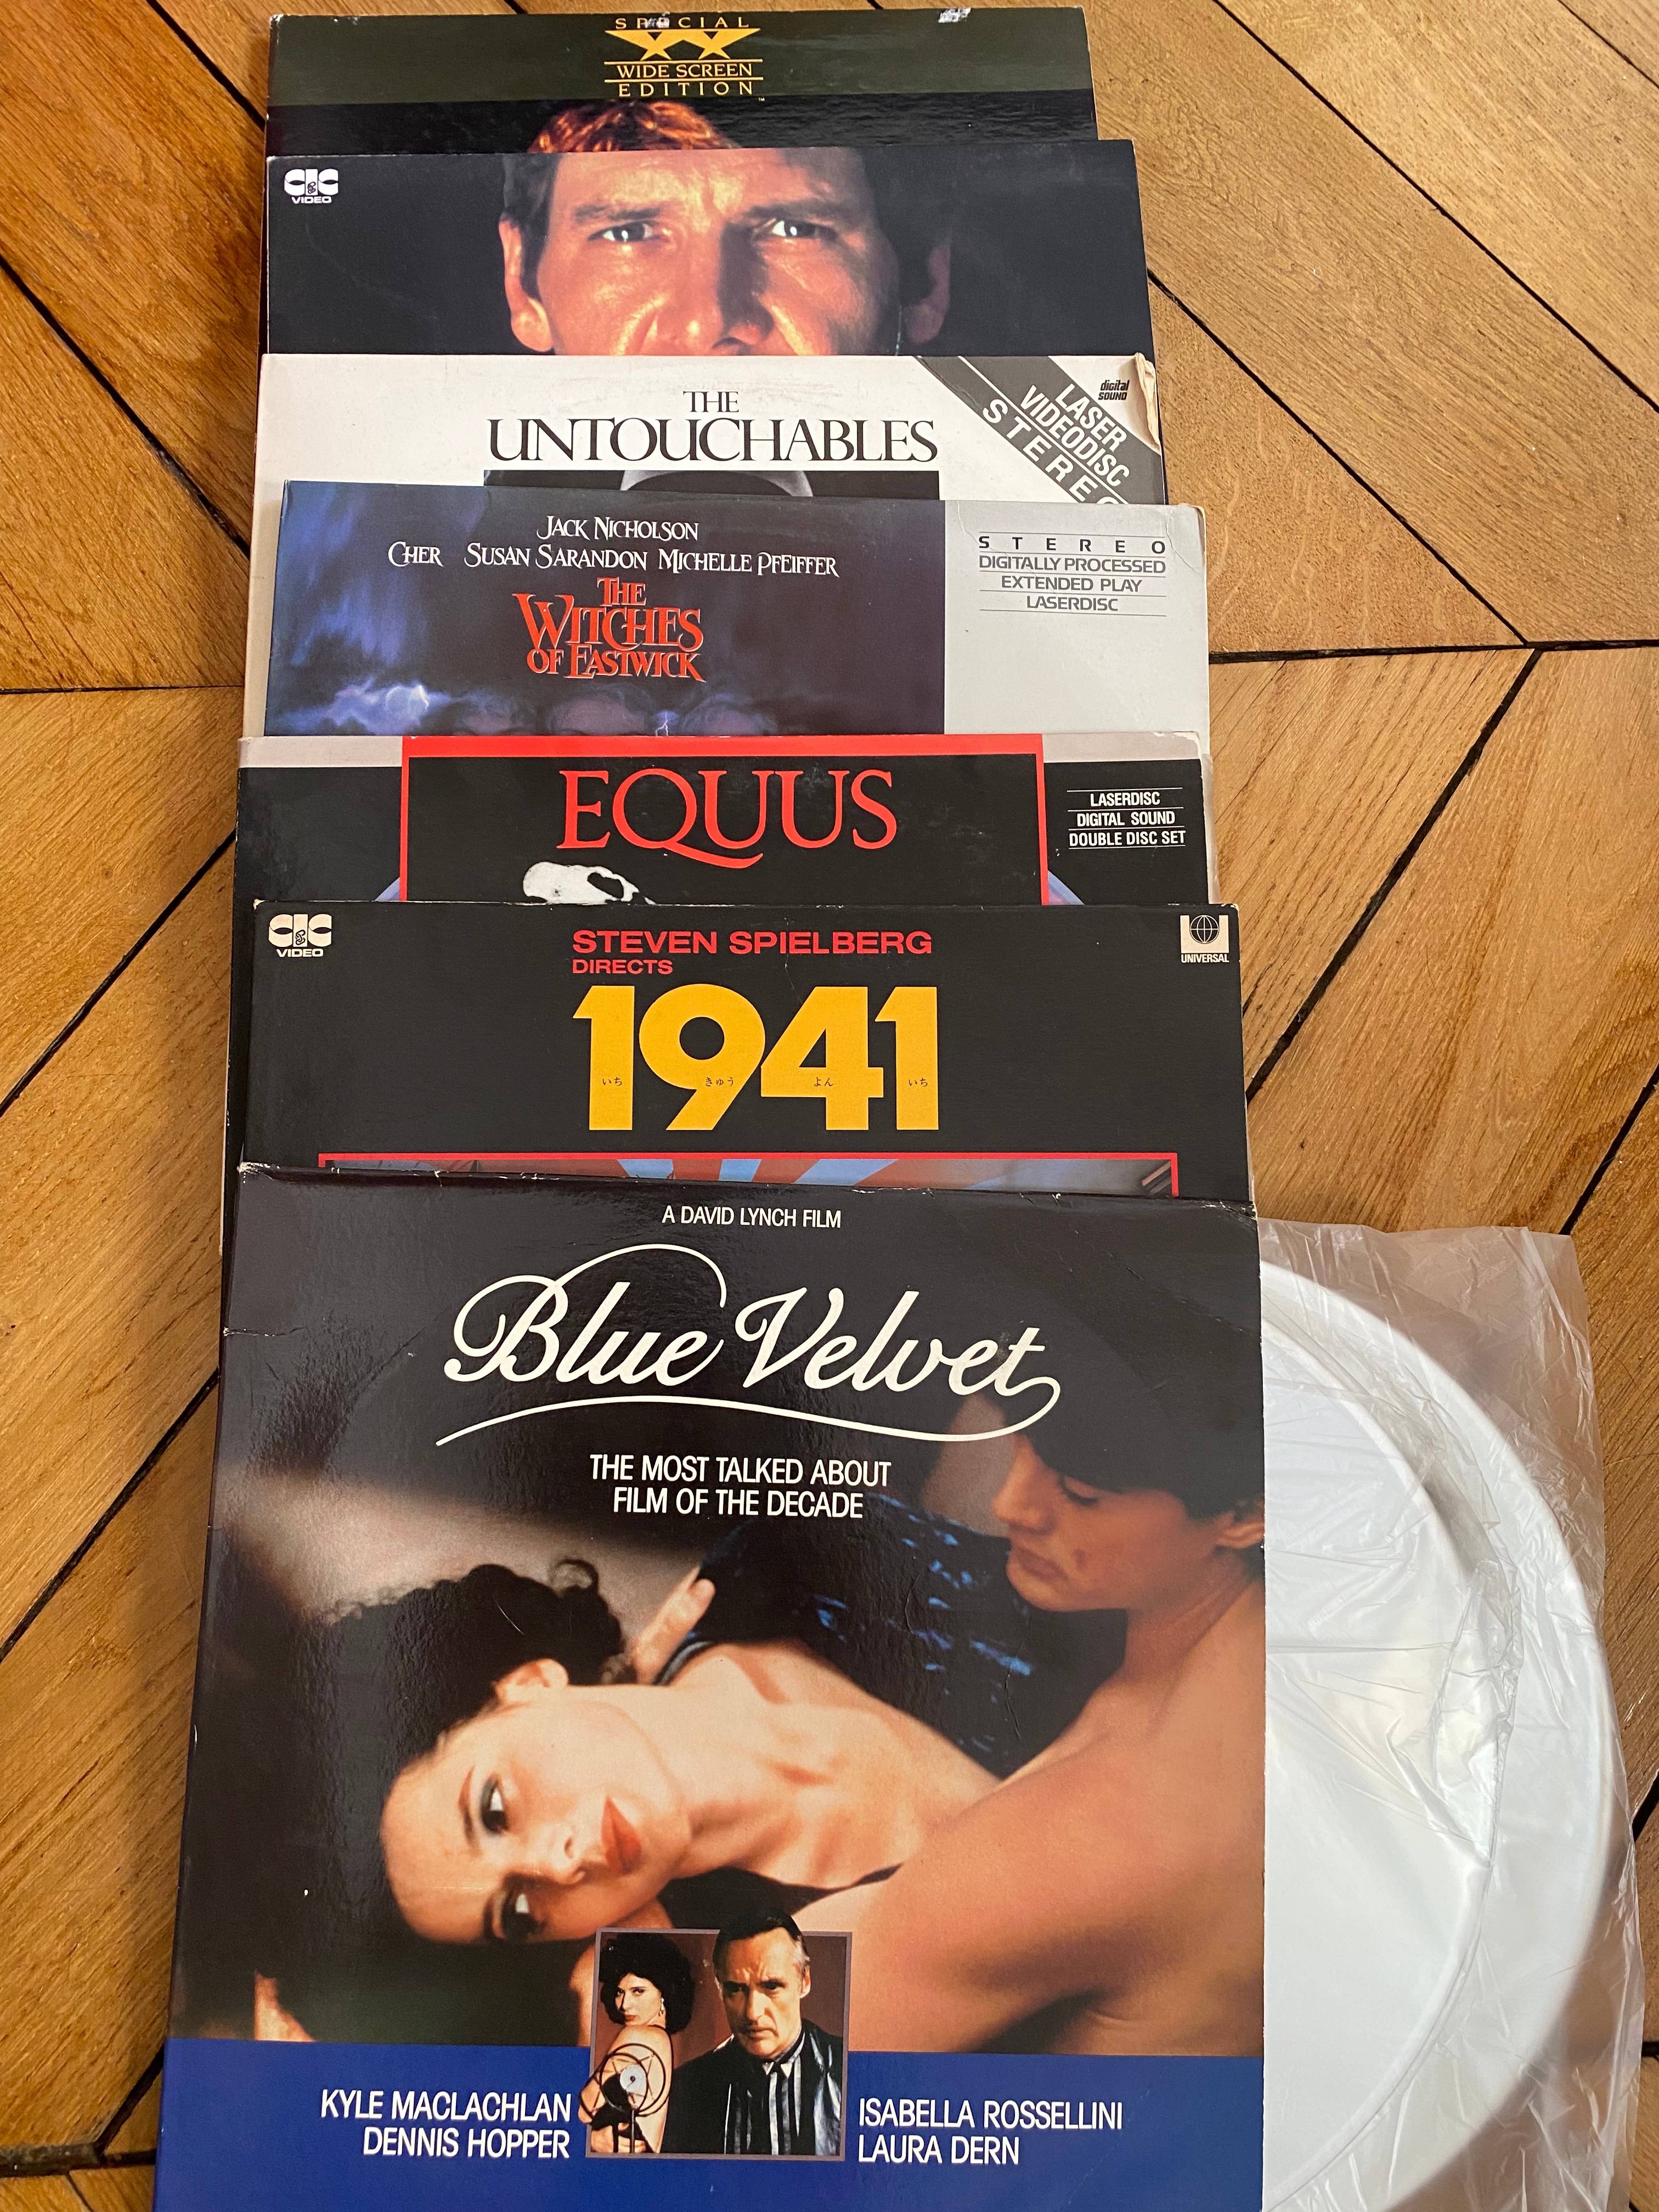 SPECIAL
WIDE SCREEN
EDITION
CIC
VIDEO
THE
UNTOUCHABLES
digital
SOUND
LASER
VIDEODISC
STEREO
JACK NICHOLSON
CHER SUSAN SARANDON MICHELLE PFEIFFER
THE
WITCHES
OF EASTWICK
STEREO
DIGITALLY PROCESSED
EXTENDED PLAY
LASERDISC
EQUUS
LASERDISC
DIGITAL SOUND
DOUBLE DISC SET
CIC
VIDEO
STEVEN SPIELBERG
DIRECTS
1941
いち きゅう よん いち
UNIVERSAL
A DAVID LYNCH FILM
Blue Velvet
THE MOST TALKED ABOUT
FILM OF THE DECADE
KYLE MACLACHLAN
DENNIS HOPPER
ISABELLA ROSSELLINI
LAURA DERN